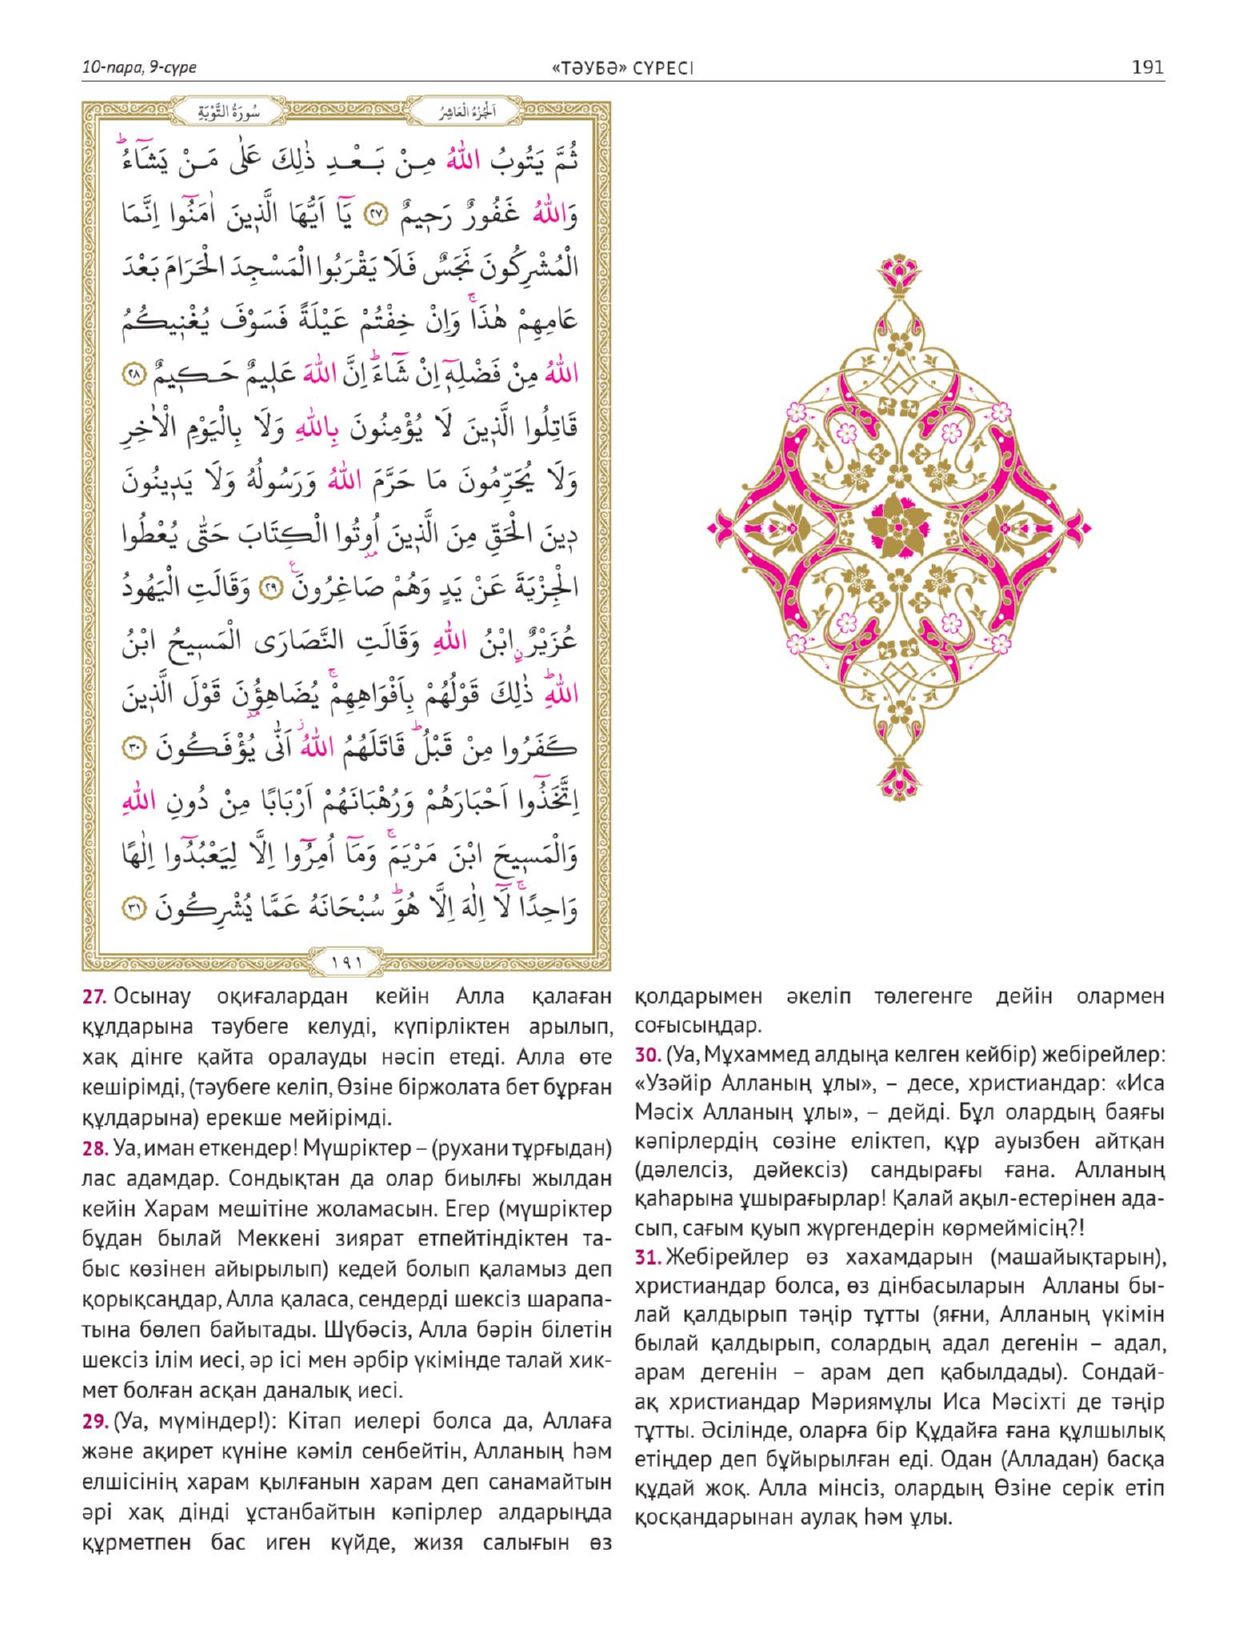 10-пара, 9-сүре
«ТӘУБӘ» СҮРЕСІ
191
اَلْجُزْءُ الْعَاشِرُ
سُورَةُ التَّوْبَةِ
ثُمَّ يَتُوبُ اللّٰهُ مِنْ بَعْدِ ذٰلِكَ عَلٰى مَنْ يَشَٓاءُۜ
وَاللّٰهُ غَفُورٌ رَحٖيمٌ ﴿٢٧﴾ يَٓا اَيُّهَا الَّذٖينَ اٰمَنُٓوا اِنَّمَا
الْمُشْرِكُونَ نَجَسٌ فَلَا يَقْرَبُوا الْمَسْجِدَ الْحَرَامَ بَعْدَ
عَامِهِمْ هٰذَاۚ وَاِنْ خِفْتُمْ عَيْلَةً فَسَوْفَ يُغْنٖيكُمُ
اللّٰهُ مِنْ فَضْلِهٖٓ اِنْ شَٓاءَۜ اِنَّ اللّٰهَ عَلٖيمٌ حَكٖيمٌ ﴿٢٨﴾
قَاتِلُوا الَّذٖينَ لَا يُؤْمِنُونَ بِاللّٰهِ وَلَا بِالْيَوْمِ الْاٰخِرِ
وَلَا يُحَرِّمُونَ مَا حَرَّمَ اللّٰهُ وَرَسُولُهُ وَلَا يَدٖينُونَ
دٖينَ الْحَقِّ مِنَ الَّذٖينَ اُوتُوا الْكِتَابَ حَتّٰى يُعْطُوا
الْجِزْيَةَ عَنْ يَدٍ وَهُمْ صَاغِرُونَ ﴿٢٩﴾ وَقَالَتِ الْيَهُودُ
عُزَيْرٌۨ ابْنُ اللّٰهِ وَقَالَتِ النَّصَارَى الْمَسٖيحُ ابْنُ
اللّٰهِۜ ذٰلِكَ قَوْلُهُمْ بِاَفْوَاهِهِمْۚ يُضَاهِؤُ۫نَ قَوْلَ الَّذٖينَ
كَفَرُوا مِنْ قَبْلُۜ قَاتَلَهُمُ اللّٰهُۘ اَنّٰى يُؤْفَكُونَ ﴿٣٠﴾
اِتَّخَذُٓوا اَحْبَارَهُمْ وَرُهْبَانَهُمْ اَرْبَابًا مِنْ دُونِ اللّٰهِ
وَالْمَسٖيحَ ابْنَ مَرْيَمَۚ وَمَٓا اُمِرُٓوا اِلَّا لِيَعْبُدُٓوا اِلٰهًا
وَاحِدًاۚ لَٓا اِلٰهَ اِلَّا هُوَۜ سُبْحَانَهُ عَمَّا يُشْرِكُونَ ﴿٣١﴾
١٩١
27. Осынау оқиғалардан кейін Алла қалаған
құлдарына тәубеге келуді, күпірліктен арылып,
хақ дінге қайта оралауды нәсіп етеді. Алла өте
кешірімді, (тәубеге келіп, Өзіне біржолата бет бұрған
құлдарына) ерекше мейірімді.
28. Уа, иман еткендер! Мүшріктер – (рухани тұрғыдан)
лас адамдар. Сондықтан да олар биылғы жылдан
кейін Харам мешітіне жоламасын. Егер (мүшріктер
бұдан былай Меккені зиярат етпейтіндіктен та-
быс көзінен айырылып) кедей болып қаламыз деп
қорықсаңдар, Алла қаласа, сендерді шексіз шарапа-
тына бөлеп байытады. Шүбәсіз, Алла бәрін білетін
шексіз ілім иесі, әр ісі мен әрбір үкімінде талай хик-
мет болған асқан даналық иесі.
29. (Уа, мүміндер!): Кітап иелері болса да, Аллаға
және ақирет күніне кәміл сенбейтін, Алланың һәм
елшісінің харам қылғанын харам деп санамайтын
әрі хақ дінді ұстанбайтын кәпірлер алдарыңда
құрметпен бас иген күйде, жизя салығын өз
қолдарымен әкеліп төлегенге дейін олармен
соғысыңдар.
30. (Уа, Мұхаммед алдыңа келген кейбір) жебірейлер:
«Узәйір Алланың ұлы», – десе, христиандар: «Иса
Мәсіх Алланың ұлы», – дейді. Бұл олардың баяғы
кәпірлердің сөзіне еліктеп, құр ауызбен айтқан
(дәлелсіз, дәйексіз) сандырағы ғана. Алланың
қаһарына ұшырағырлар! Қалай ақыл-естерінен ада-
сып, сағым қуып жүргендерін көрмеймісің?!
31. Жебірейлер өз хахамдарын (машайықтарын),
христиандар болса, өз дінбасыларын Алланы бы-
лай қалдырып тәңір тұтты (яғни, Алланың үкімін
былай қалдырып, солардың адал дегенін – адал,
арам дегенін – арам деп қабылдады). Сондай-
ақ христиандар Мәриямұлы Иса Мәсіхті де тәңір
тұтты. Әсілінде, оларға бір Құдайға ғана құлшылық
етіңдер деп бұйырылған еді. Одан (Алладан) басқа
құдай жоқ. Алла мінсіз, олардың Өзіне серік етіп
қосқандарынан аулақ һәм ұлы.